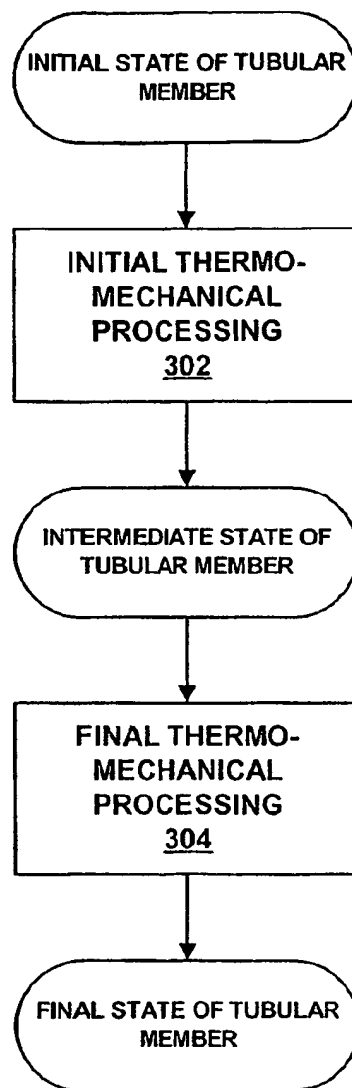 INITIAL STATE OF TUBULAR
MEMBER
INITIAL THERMO-
MECHANICAL
PROCESSING
302
INTERMEDIATE STATE OF
TUBULAR MEMBER
FINAL THERMO-
MECHANICAL
PROCESSING
304
FINAL STATE OF TUBULAR
MEMBER